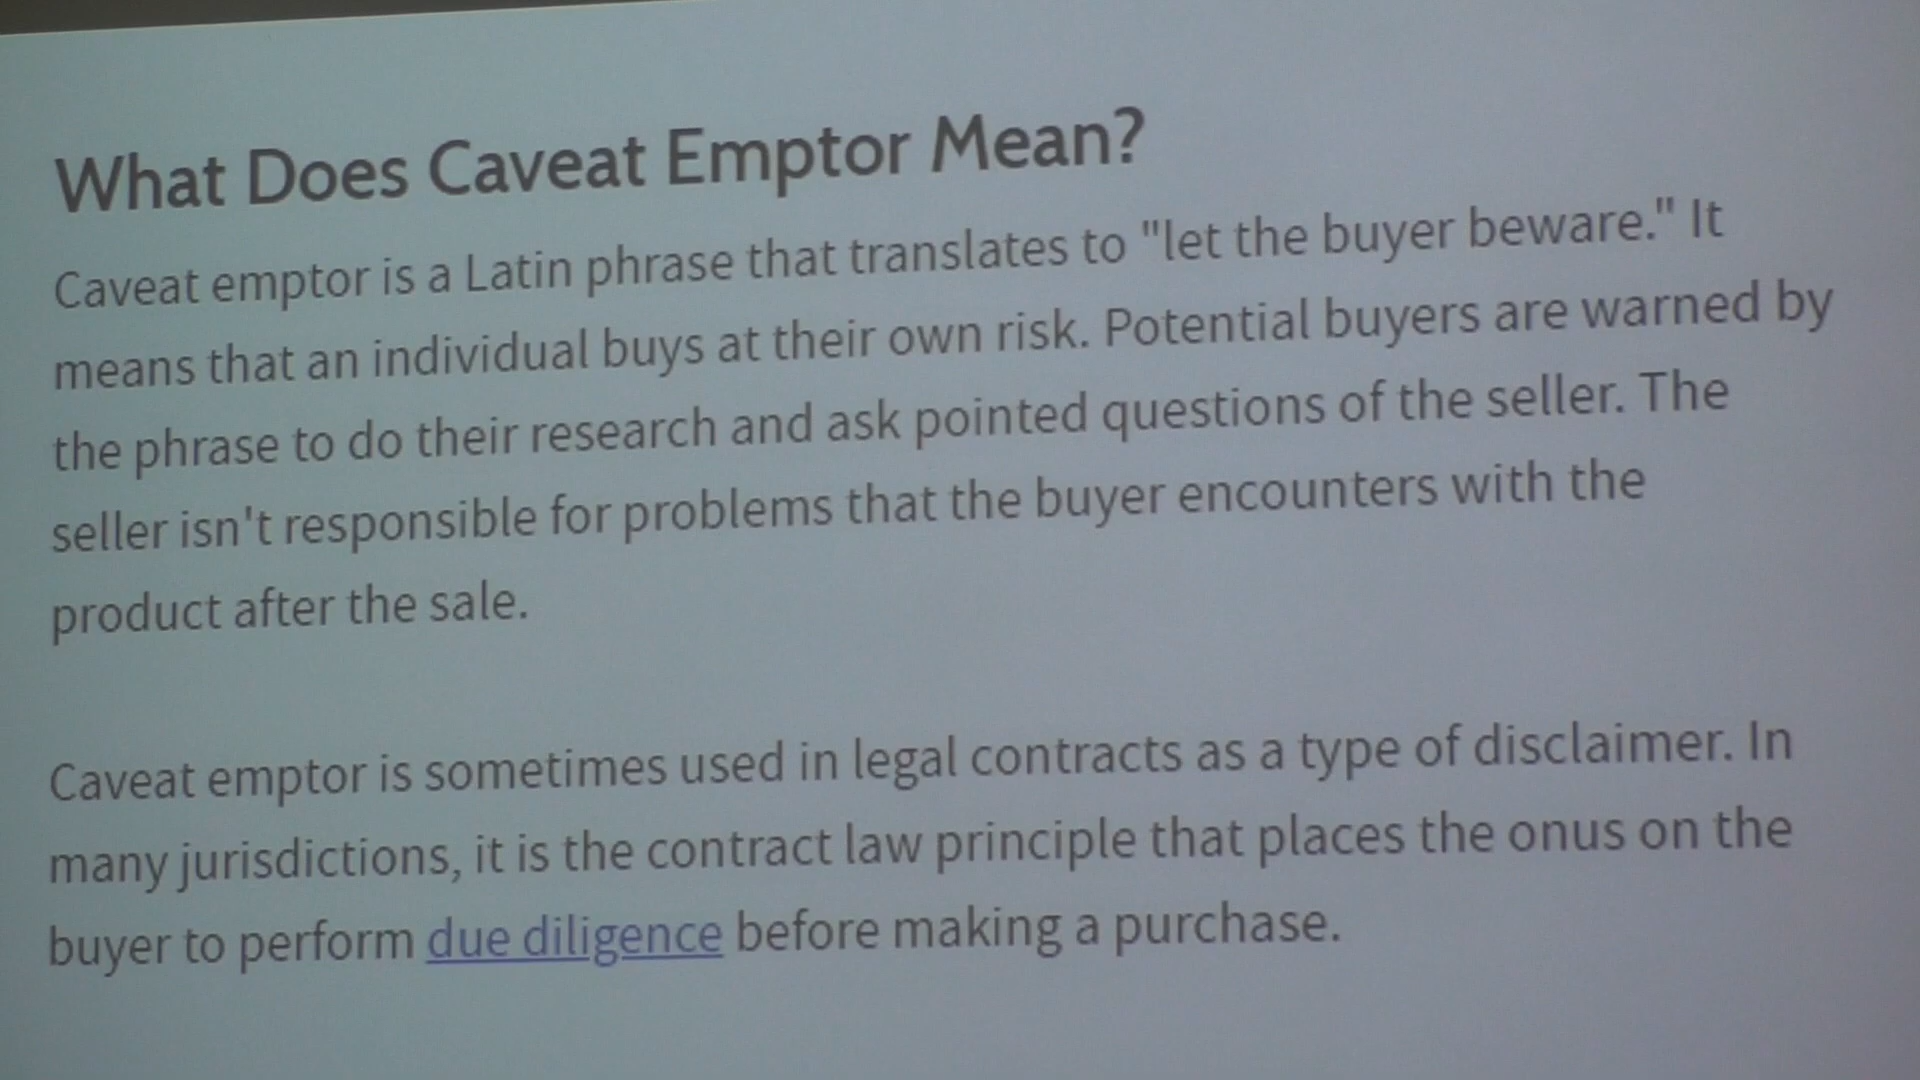 What Does Caveat Emptor Mean?
Caveat emptor is a Latin phrase that translates to "let the buyer beware." It
means that an individual buys at their own risk. Potential buyers are warned by
the phrase to do their research and ask pointed questions of the seller. The
seller isn't responsible for problems that the buyer encounters with the
product after the sale.
Caveat emptor is sometimes used in legal contracts as a type of disclaimer. In
many jurisdictions, it is the contract law principle that places the onus on the
buyer to perform due diligence before making a purchase.